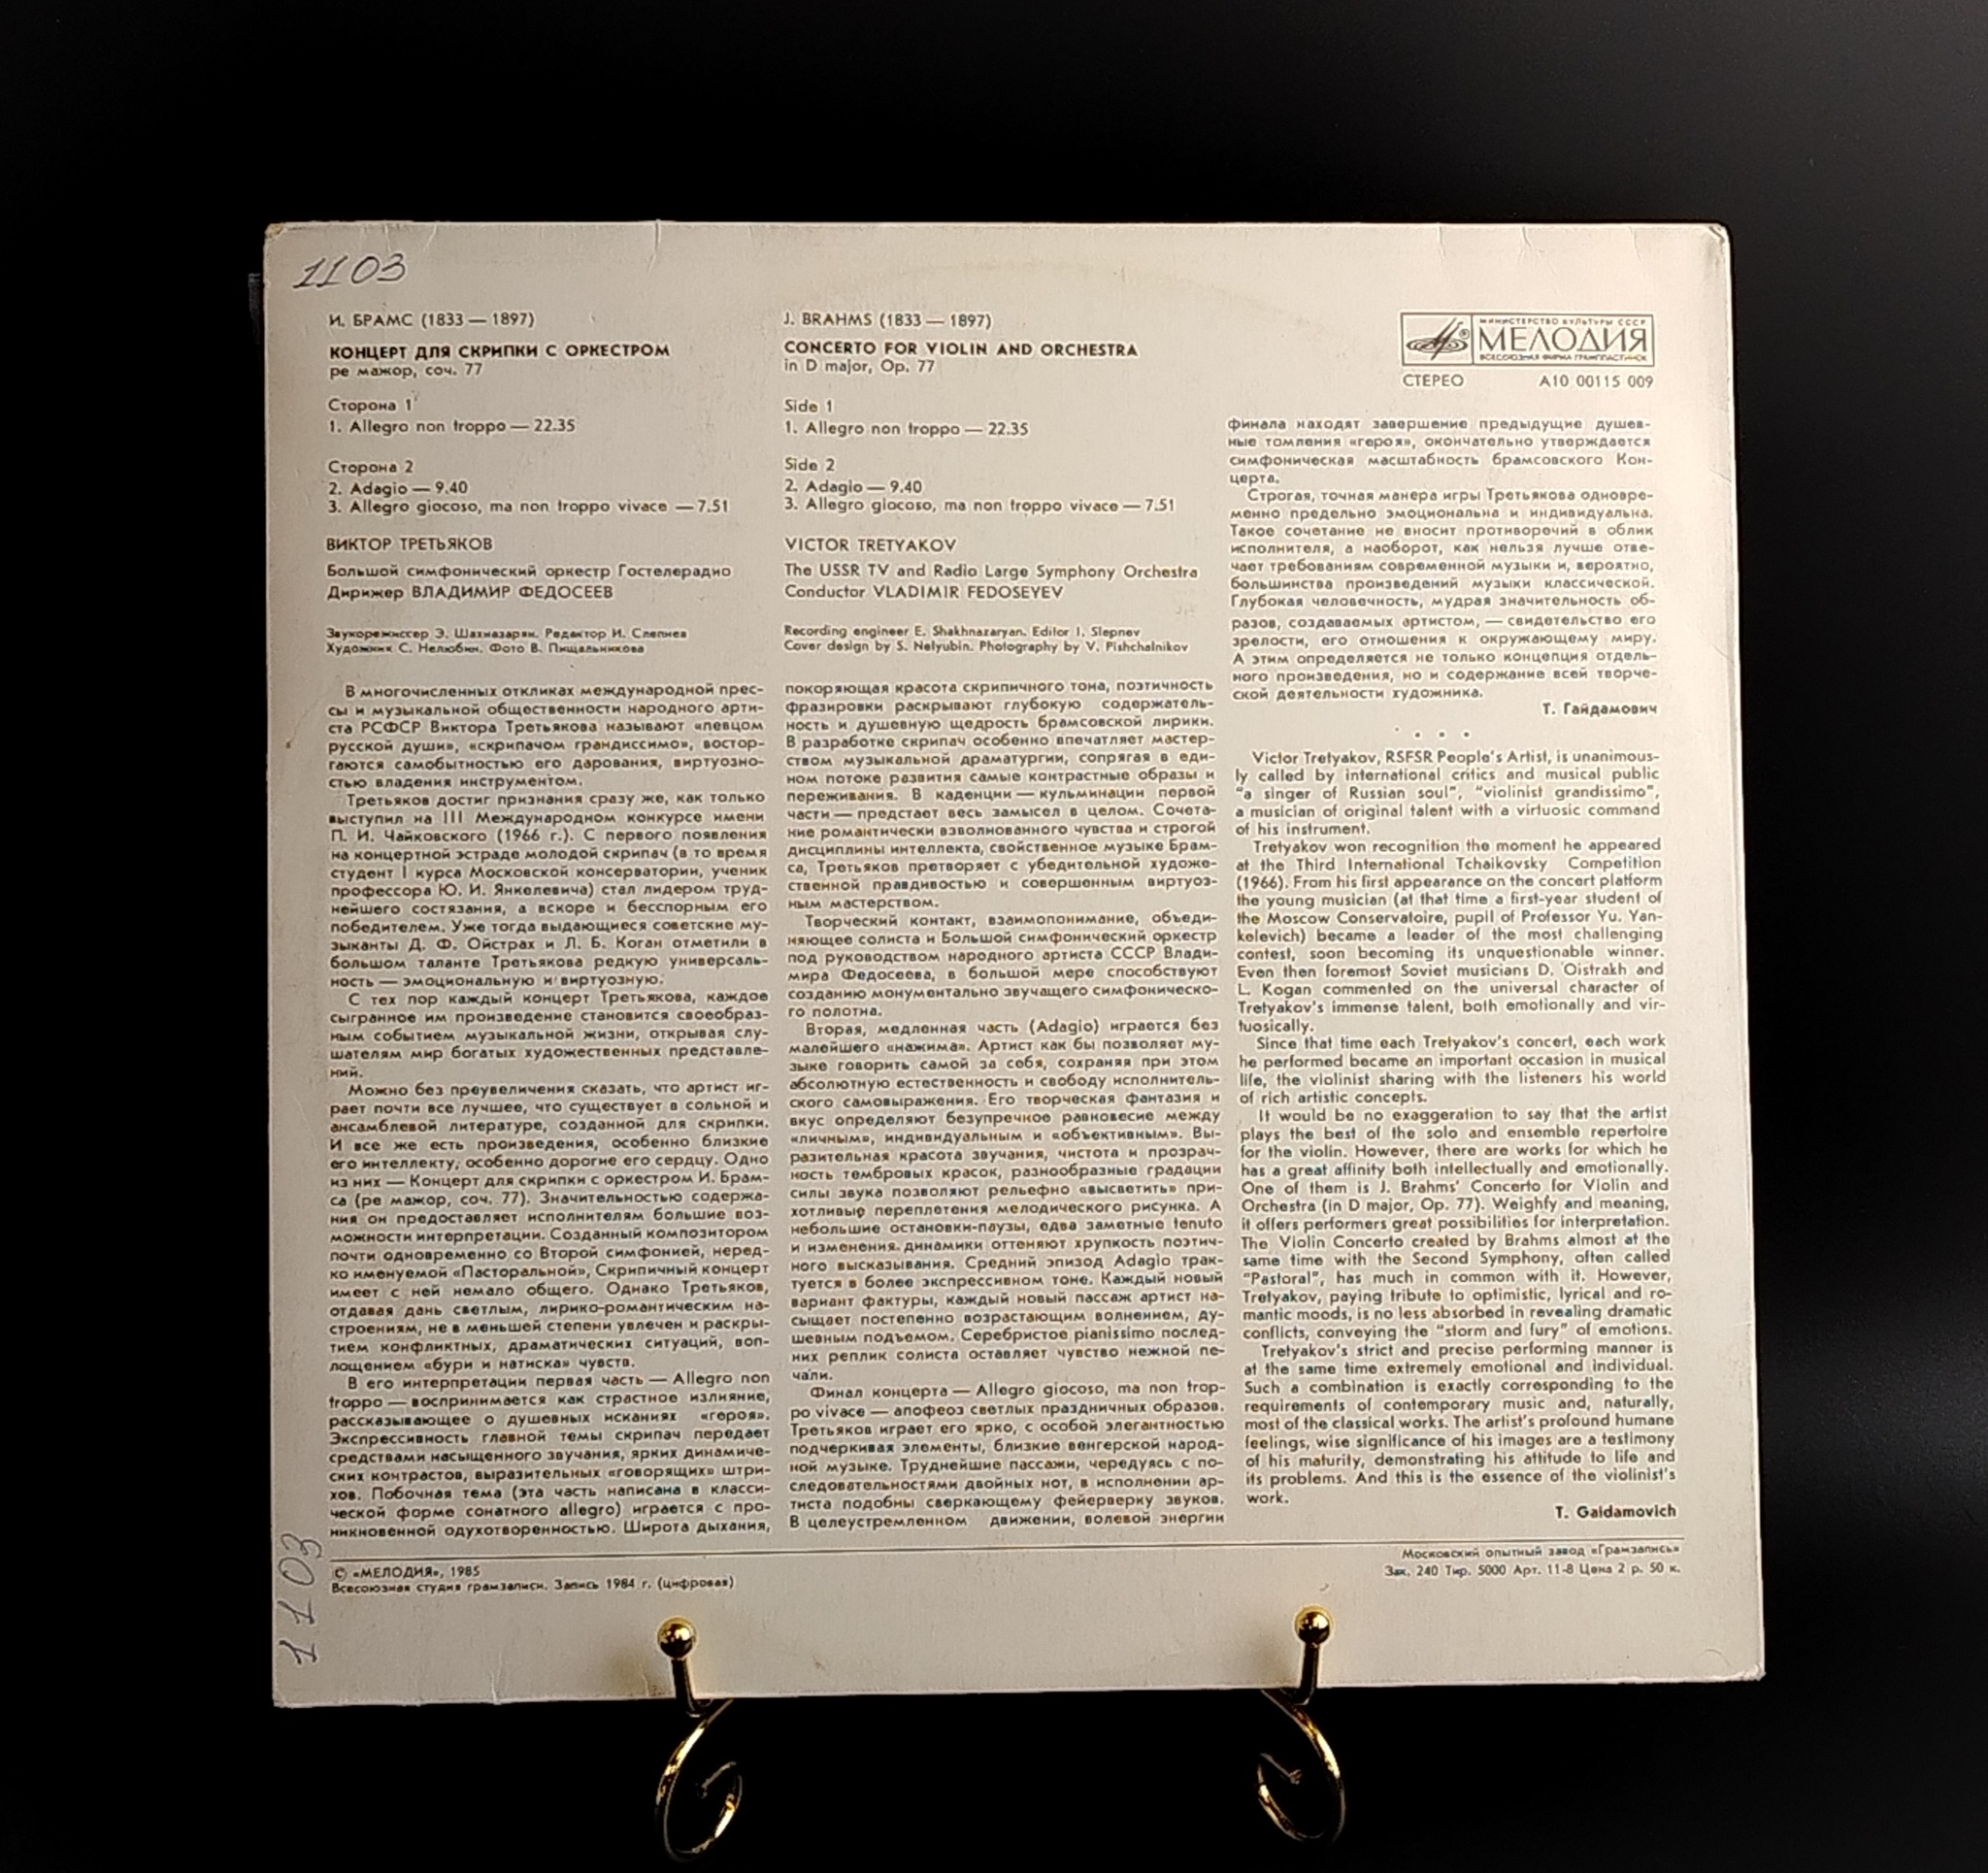 1103
И. БРАМС (1833 — 1897)
КОНЦЕРТ ДЛЯ СКРИПКИ С ОРКЕСТРОМ
ре мажор, соч. 77
Сторона 1
1. Allegro non troppo — 22.35
Сторона 2
2. Adagio — 9.40
3. Allegro giocoso, ma non troppo vivace — 7.51
ВИКТОР ТРЕТЬЯКОВ
Большой симфонический оркестр Гостелерадио
Дирижер ВЛАДИМИР ФЕДОСЕЕВ
Звукорежиссер Э. Шахназарян. Редактор И. Слепнев
Художник С. Нелюбин. Фото В. Пищальникова
J. BRAHMS (1833 — 1897)
CONCERTO FOR VIOLIN AND ORCHESTRA
in D major, Op. 77
Side 1
1. Allegro non troppo — 22.35
Side 2
2. Adagio — 9.40
3. Allegro giocoso, ma non troppo vivace — 7.51
VICTOR TRETYAKOV
The USSR TV and Radio Large Symphony Orchestra
Conductor VLADIMIR FEDOSEYEV
Recording engineer E. Shakhnazaryan. Editor I. Slepnev
Cover design by S. Nelyubin. Photography by V. Pishchalnikov
МИНИСТЕРСТВО КУЛЬТУРЫ СССР
МЕЛОДИЯ
ВСЕСОЮЗНАЯ ФИРМА ГРАМПЛАСТИНОК
СТЕРЕО A10 00115 009
В многочисленных откликах международной прес-
сы и музыкальной общественности народного арти-
ста РСФСР Виктора Третьякова называют «певцом
русской души», «скрипачом грандиссимо», востор-
гаются самобытностью его дарования, виртуозно-
стью владения инструментом.
Третьяков достиг признания сразу же, как только
выступил на III Международном конкурсе имени
П. И. Чайковского (1966 г.). С первого появления
на концертной эстраде молодой скрипач (в то время
студент I курса Московской консерватории, ученик
профессора Ю. И. Янкелевича) стал лидером труд-
нейшего состязания, а вскоре и бесспорным его
победителем. Уже тогда выдающиеся советские му-
зыканты Д. Ф. Ойстрах и Л. Б. Коган отметили в
большом таланте Третьякова редкую универсаль-
ность — эмоциональную и виртуозную.
С тех пор каждый концерт Третьякова, каждое
сыгранное им произведение становится своеобраз-
ным событием музыкальной жизни, открывая слу-
шателям мир богатых художественных представле-
ний.
Можно без преувеличения сказать, что артист иг-
рает почти все лучшее, что существует в сольной и
ансамблевой литературе, созданной для скрипки.
И все же есть произведения, особенно близкие
его интеллекту, особенно дорогие его сердцу. Одно
из них — Концерт для скрипки с оркестром И. Брам-
са (ре мажор, соч. 77). Значительностью содержа-
ния он предоставляет исполнителям большие воз-
можности интерпретации. Созданный композитором
почти одновременно со Второй симфонией, неред-
ко именуемой «Пасторальной», Скрипичный концерт
имеет с ней немало общего. Однако Третьяков,
отдавая дань светлым, лирико-романтическим на-
строениям, не в меньшей степени увлечен и раскры-
тием конфликтных, драматических ситуаций, воп-
лощением «бури и натиска» чувств.
В его интерпретации первая часть — Allegro non
troppo — воспринимается как страстное излияние,
рассказывающее о душевных исканиях «героя».
Экспрессивность главной темы скрипач передает
средствами насыщенного звучания, ярких динамиче-
ских контрастов, выразительных «говорящих» штри-
хов. Побочная тема (эта часть написана в класси-
ческой форме сонатного allegro) играется с про-
никновенной одухотворенностью. Широта дыхания,
покоряющая красота скрипичного тона, поэтичность
фразировки раскрывают глубокую содержатель-
ность и душевную щедрость брамсовской лирики.
В разработке скрипач особенно впечатляет мастер-
ством музыкальной драматургии, сопрягая в еди-
ном потоке развития самые контрастные образы и
переживания. В каденции — кульминации первой
части — предстает весь замысел в целом. Сочета-
ние романтически взволнованного чувства и строгой
дисциплины интеллекта, свойственное музыке Брам-
са, Третьяков претворяет с убедительной художе-
ственной правдивостью и совершенным виртуоз-
ным мастерством.
Творческий контакт, взаимопонимание, объеди-
няющее солиста и Большой симфонический оркестр
под руководством народного артиста СССР Влади-
мира Федосеева, в большой мере способствуют
созданию монументально звучащего симфоническо-
го полотна.
Вторая, медленная часть (Adagio) играется без
малейшего «нажима». Артист как бы позволяет му-
зыке говорить самой за себя, сохраняя при этом
абсолютную естественность и свободу исполнитель-
ского самовыражения. Его творческая фантазия и
вкус определяют безупречное равновесие между
«личным», индивидуальным и «объективным». Вы-
разительная красота звучания, чистота и прозрач-
ность тембровых красок, разнообразные градации
силы звука позволяют рельефно «высветить» при-
хотливые переплетения мелодического рисунка. А
небольшие остановки-паузы, едва заметные tenuto
и изменения динамики оттеняют хрупкость поэтич-
ного высказывания. Средний эпизод Adagio трак-
туется в более экспрессивном тоне. Каждый новый
вариант фактуры, каждый новый пассаж артист на-
сыщает постепенно возрастающим волнением, ду-
шевным подъемом. Серебристое pianissimo послед-
них реплик солиста оставляет чувство нежной пе-
чали.
Финал концерта — Allegro giocoso, ma non trop-
po vivace — апофеоз светлых праздничных образов.
Третьяков играет его ярко, с особой элегантностью
подчеркивая элементы, близкие венгерской народ-
ной музыке. Труднейшие пассажи, чередуясь с по-
следовательностями двойных нот, в исполнении ар-
тиста подобны сверкающему фейерверку звуков.
В целеустремленном движении, волевой энергии
финала находят завершение предыдущие душев-
ные томления «героя», окончательно утверждается
симфоническая масштабность брамсовского Кон-
церта.
Строгая, точная манера игры Третьякова одновре-
менно предельно эмоциональна и индивидуальна.
Такое сочетание не вносит противоречий в облик
исполнителя, а наоборот, как нельзя лучше отве-
чает требованиям современной музыки и, вероятно,
большинства произведений музыки классической.
Глубокая человечность, мудрая значительность об-
разов, создаваемых артистом, — свидетельство его
зрелости, его отношения к окружающему миру.
А этим определяется не только концепция отдель-
ного произведения, но и содержание всей творче-
ской деятельности художника.
Т. Гайдамович
Victor Tretyakov, RSFSR People's Artist, is unanimous-
ly called by international critics and musical public
"a singer of Russian soul", "violinist grandissimo",
a musician of original talent with a virtuosic command
of his instrument.
Tretyakov won recognition the moment he appeared
at the Third International Tchaikovsky Competition
(1966). From his first appearance on the concert platform
the young musician (at that time a first-year student of
the Moscow Conservatoire, pupil of Professor Yu. Yan-
kelevich) became a leader of the most challenging
contest, soon becoming its unquestionable winner.
Even then foremost Soviet musicians D. Oistrakh and
L. Kogan commented on the universal character of
Tretyakov's immense talent, both emotionally and vir-
tuosically.
Since that time each Tretyakov's concert, each work
he performed became an important occasion in musical
life, the violinist sharing with the listeners his world
of rich artistic concepts.
It would be no exaggeration to say that the artist
plays the best of the solo and ensemble repertoire
for the violin. However, there are works for which he
has a great affinity both intellectually and emotionally.
One of them is J. Brahms' Concerto for Violin and
Orchestra (in D major, Op. 77). Weighfy and meaning,
it offers performers great possibilities for interpretation.
The Violin Concerto created by Brahms almost at the
same time with the Second Symphony, often called
"Pastoral", has much in common with it. However,
Tretyakov, paying tribute to optimistic, lyrical and ro-
mantic moods, is no less absorbed in revealing dramatic
conflicts, conveying the "storm and fury" of emotions.
Tretyakov's strict and precise performing manner is
at the same time extremely emotional and individual.
Such a combination is exactly corresponding to the
requirements of contemporary music and, naturally,
most of the classical works. The artist's profound humane
feelings, wise significance of his images are a testimony
of his maturity, demonstrating his attitude to life and
its problems. And this is the essence of the violinist's
work.
T. Gaidamovich
1103
© «МЕЛОДИЯ», 1985
Всесоюзная студия грамзаписи. Запись 1984 г. (цифровая)
Московский опытный завод «Грамзапись»
Зак. 240 Тир. 5000 Арт. 11-8 Цена 2 р. 50 к.